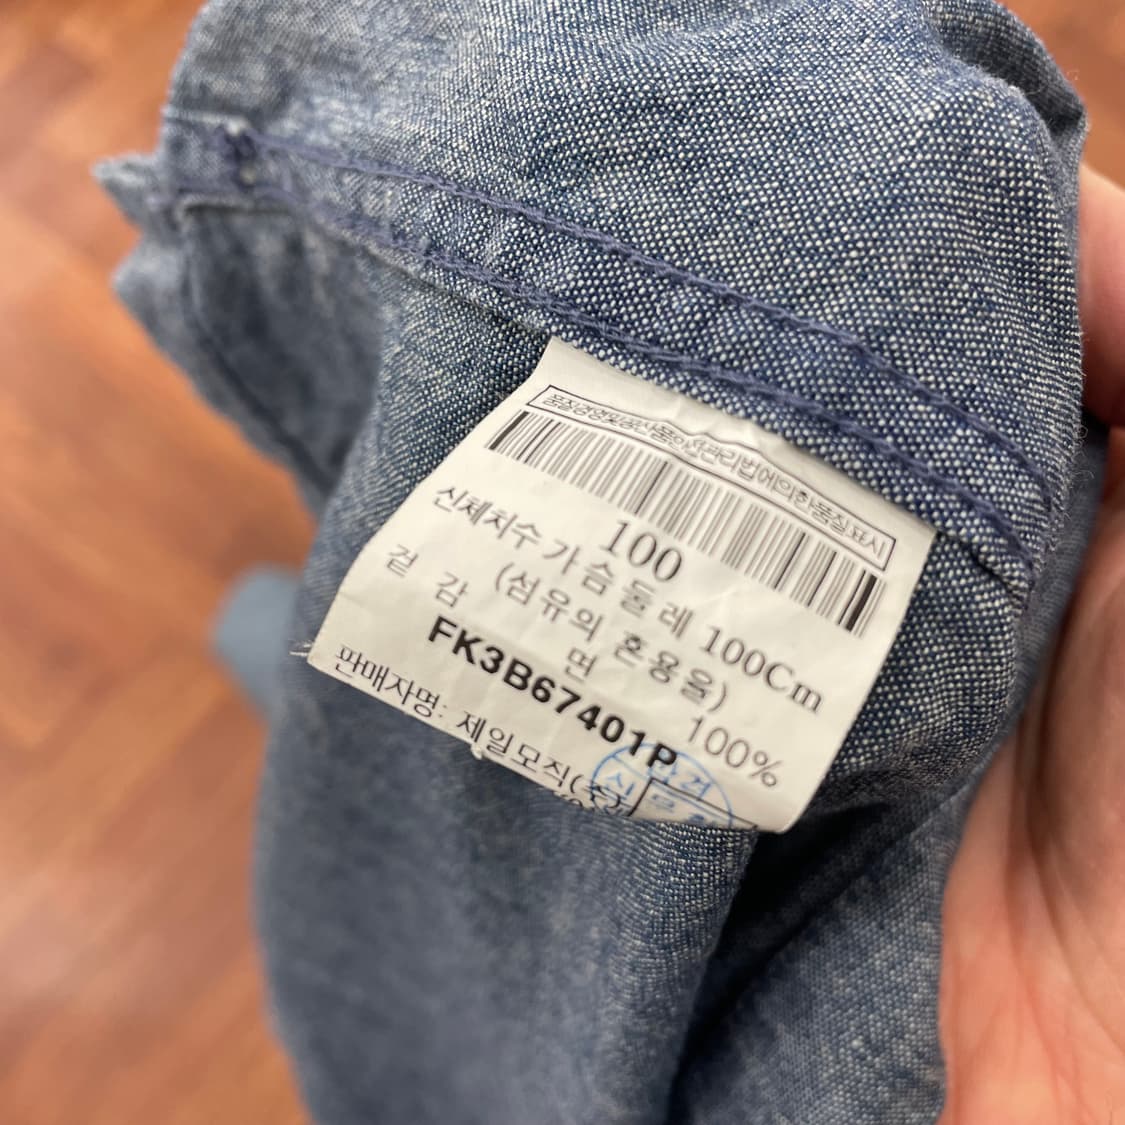 품질경영및공산품안전관리법에의한품질표시
100
신체치수 가슴둘레 100Cm
(섬유의 혼용율)
겉 감 면 100%
FK3B67401P
판매자명: 제일모직(주)